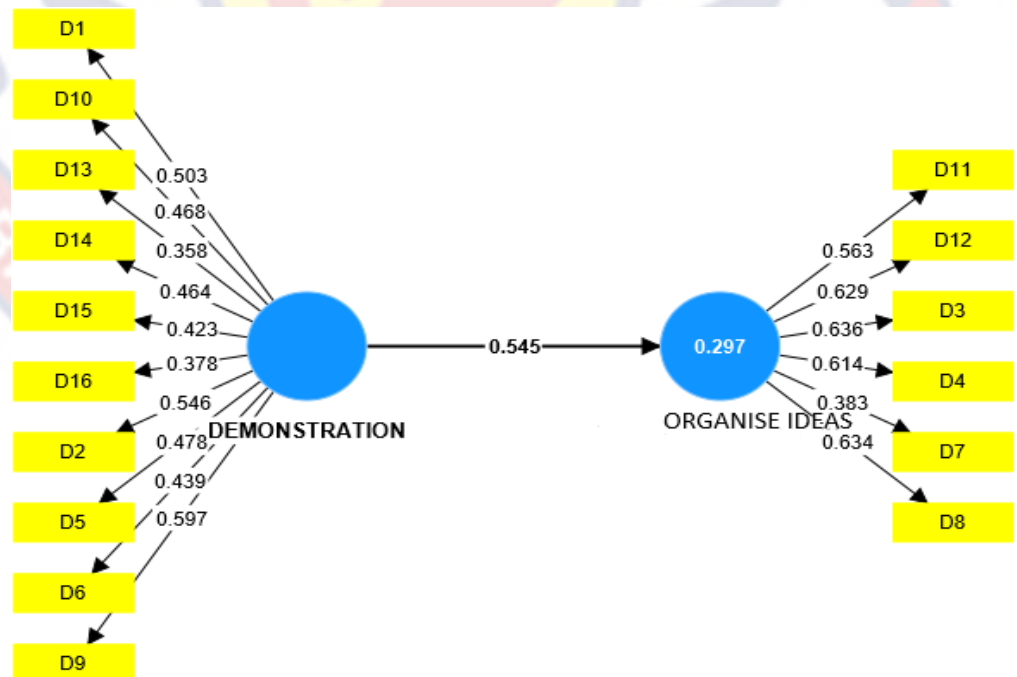 D1
D10
D13
D14
D15
D16
D2
D5
D6
D9
0.503
0.468
0.358
0.464
0.423
0.378
0.546
0.478
0.439
0.597
DEMONSTRATION
0.545
0.297
ORGANISE IDEAS
0.563
0.629
0.636
0.614
0.383
0.634
D11
D12
D3
D4
D7
D8